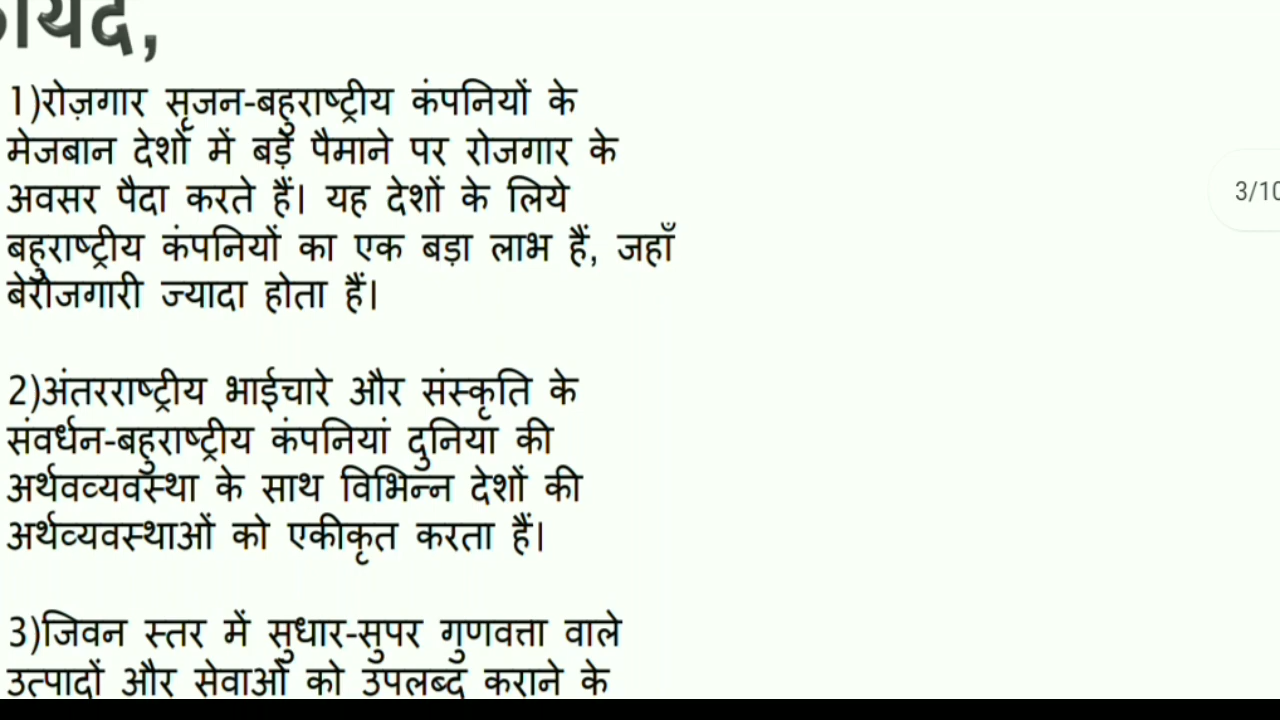 फायदे,
1)रोज़गार सृजन-बहुराष्ट्रीय कंपनियों के
मेजबान देशों में बड़े पैमाने पर रोजगार के
अवसर पैदा करते हैं। यह देशों के लिये
बहुराष्ट्रीय कंपनियों का एक बड़ा लाभ हैं, जहाँ
बेरोजगारी ज्यादा होता हैं।
2)अंतरराष्ट्रीय भाईचारे और संस्कृति के
संवर्धन-बहुराष्ट्रीय कंपनियां दुनिया की
अर्थवव्यवस्था के साथ विभिन्न देशों की
अर्थव्यवस्थाओं को एकीकृत करता हैं।
3)जिवन स्तर में सुधार-सुपर गुणवत्ता वाले
उत्पादों और सेवाओं को उपलब्द कराने के
3/10